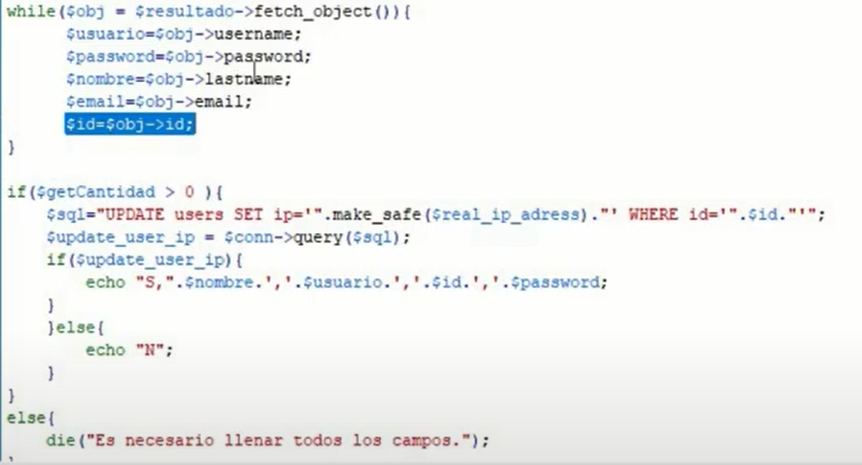 while($obj = $resultado->fetch_object()){
$usuario=$obj->username;
$password=$obj->password;
$nombre=$obj->lastname;
$email=$obj->email;
$id=$obj->id;
}
if($getCantidad > 0 ){
$sql="UPDATE users SET ip='".make_safe($real_ip_adress)."' WHERE id='".$id."'";
$update_user_ip = $conn->query($sql);
if($update_user_ip){
echo "S,".$nombre.','.$usuario.','.$id.','.$password;
}
}else{
echo "N";
}
}
else{
die("Es necesario llenar todos los campos.");